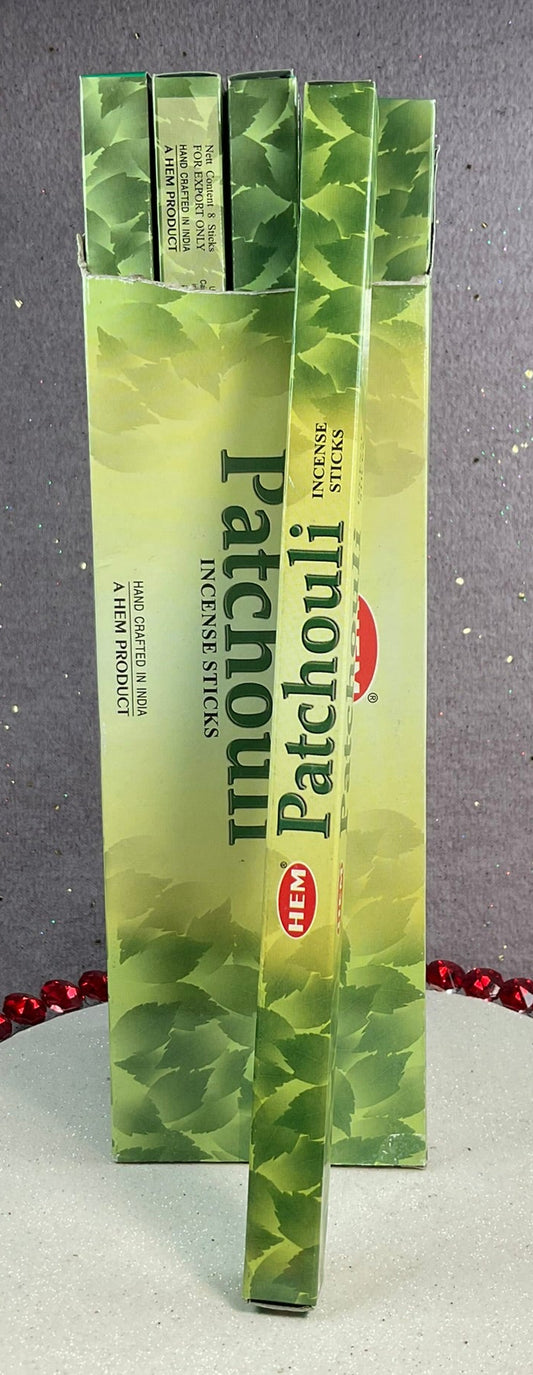 Nett Content 8 Sticks
FOR EXPORT ONLY
HAND CRAFTED IN INDIA
A HEM PRODUCT
Patchouli
INCENSE STICKS
HAND CRAFTED IN INDIA
A HEM PRODUCT
®
INCENSE
STICKS
Patchouli
HEM®
Patchouli